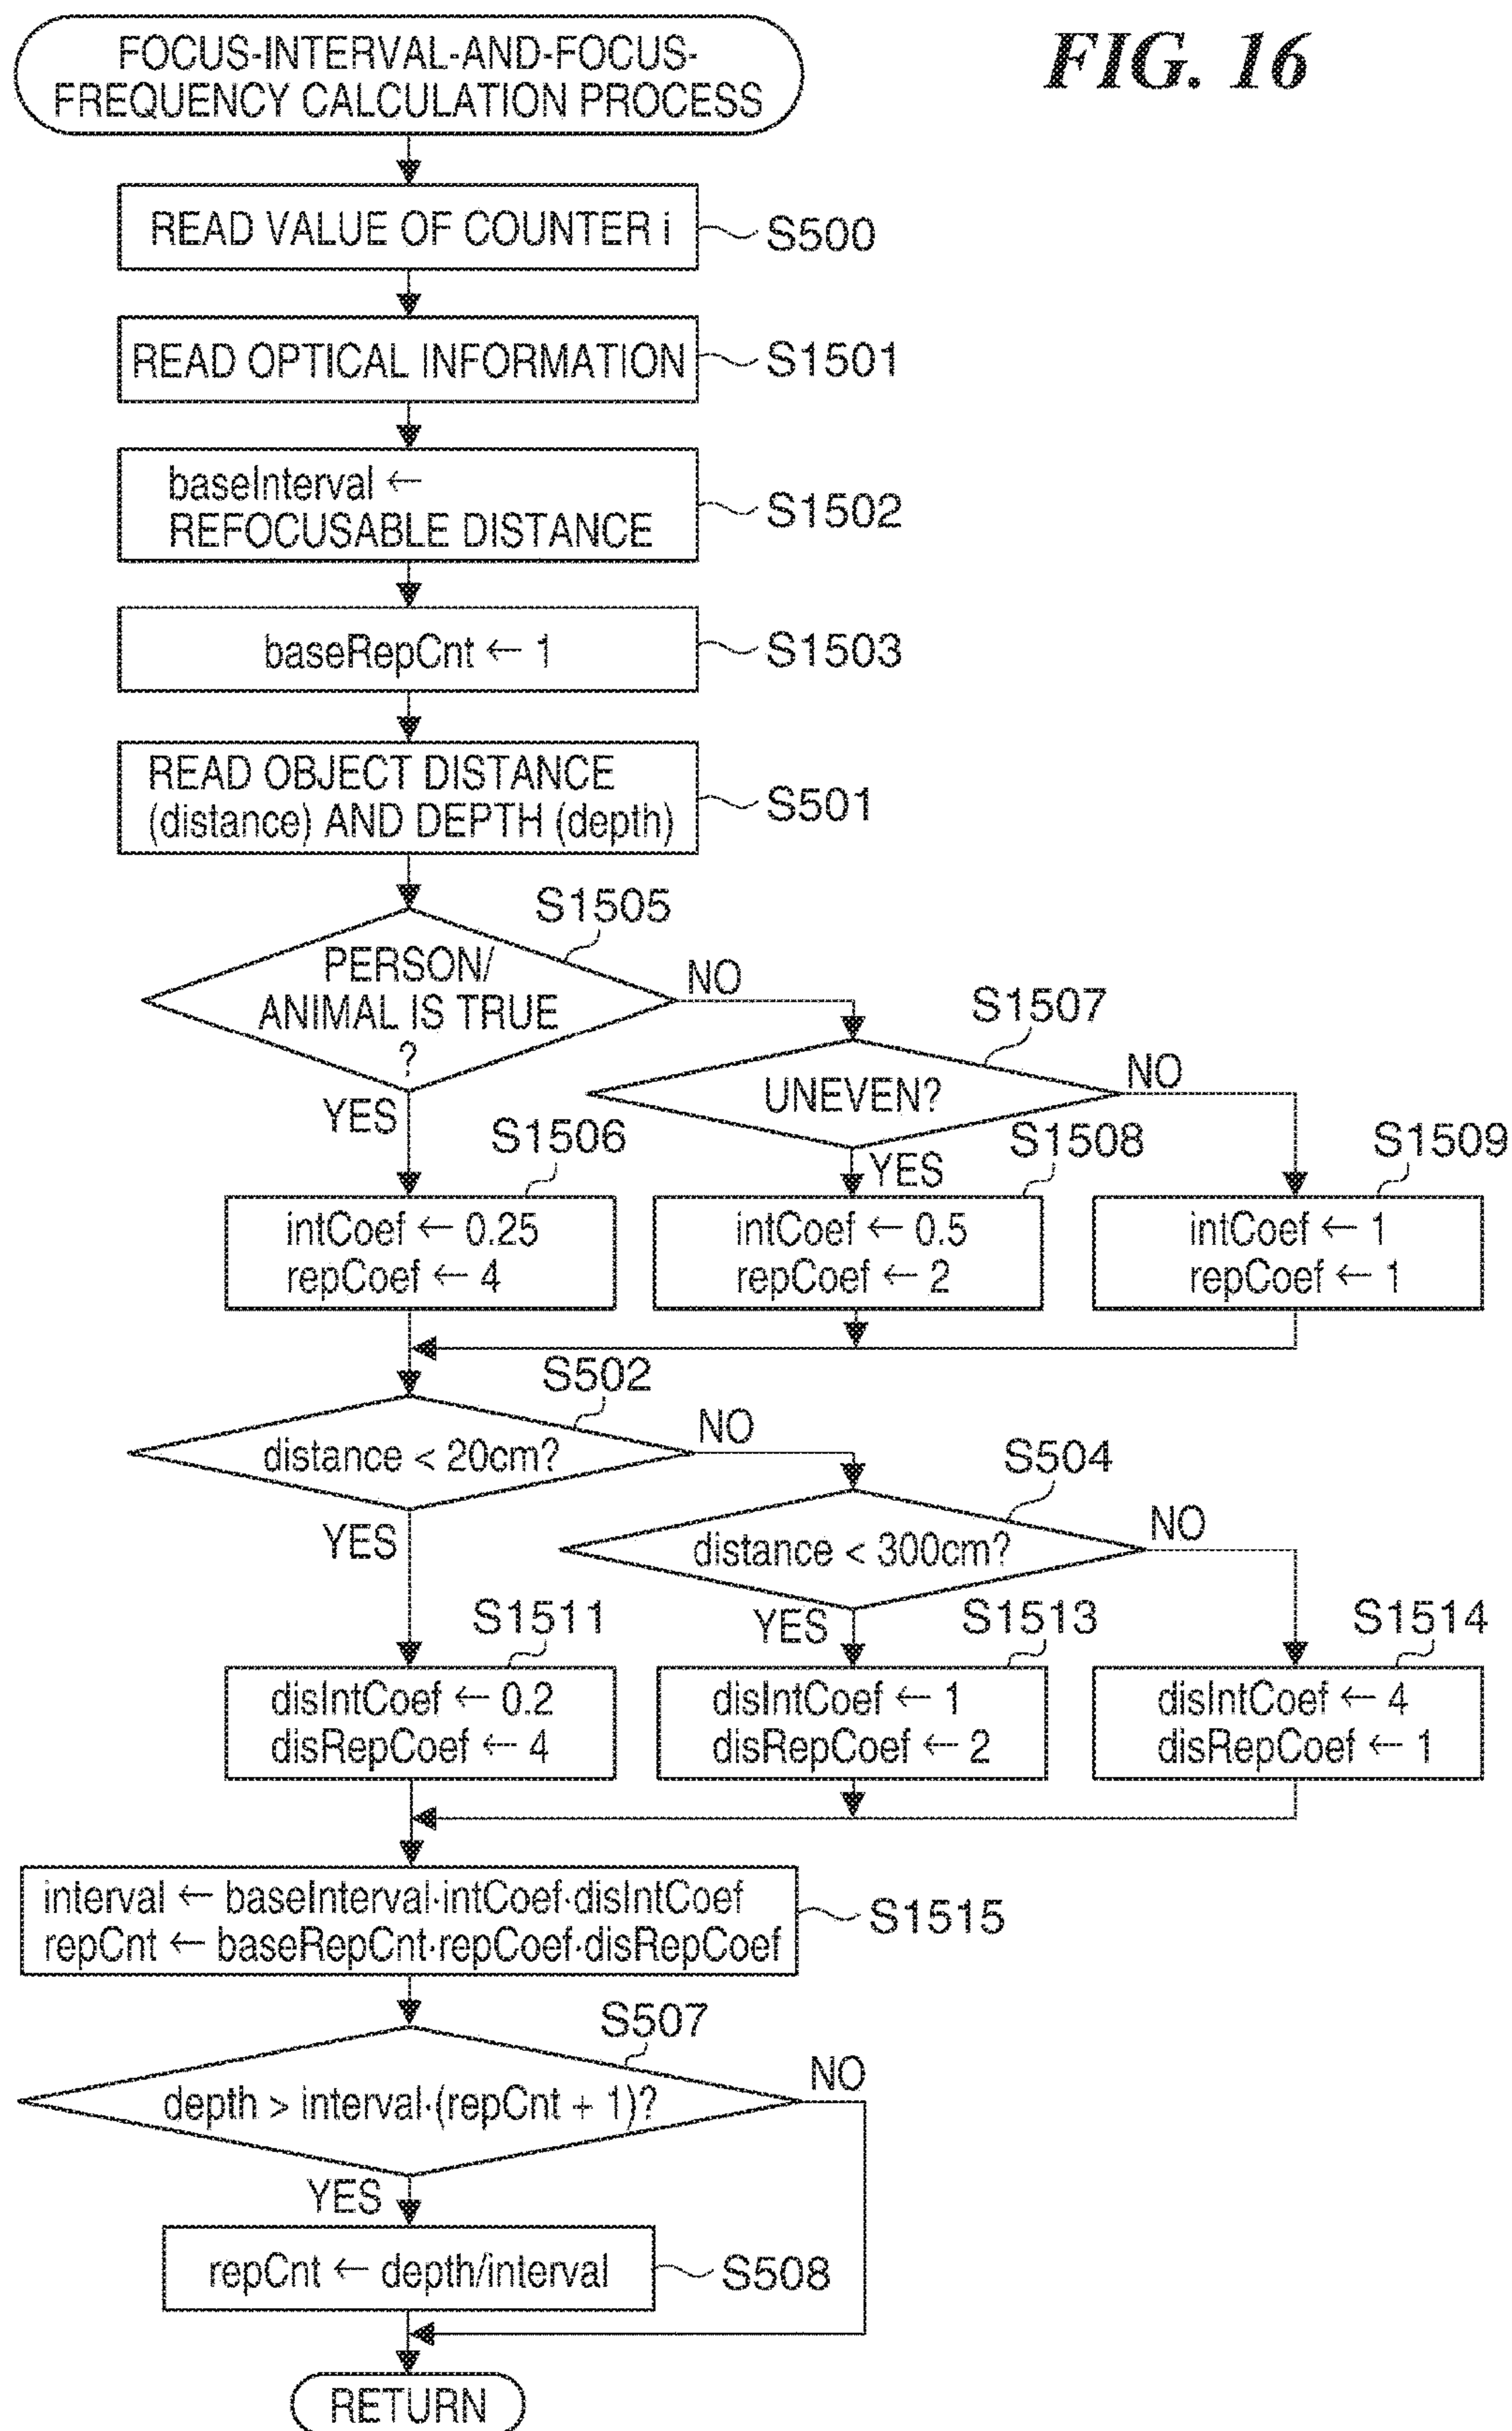 FIG. 16
FOCUS-INTERVAL-AND-FOCUS-
FREQUENCY CALCULATION PROCESS
READ VALUE OF COUNTER i
S500
READ OPTICAL INFORMATION
S1501
baseInterval ←
REFOCUSABLE DISTANCE
S1502
baseRepCnt ← 1
S1503
READ OBJECT DISTANCE
(distance) AND DEPTH (depth)
S501
S1505
PERSON/
ANIMAL IS TRUE
?
NO
YES
S1507
UNEVEN?
NO
YES
S1506
intCoef ← 0.25
repCoef ← 4
S1508
intCoef ← 0.5
repCoef ← 2
S1509
intCoef ← 1
repCoef ← 1
S502
distance < 20cm?
NO
YES
S504
distance < 300cm?
NO
YES
S1511
disIntCoef ← 0.2
disRepCoef ← 4
S1513
disIntCoef ← 1
disRepCoef ← 2
S1514
disIntCoef ← 4
disRepCoef ← 1
interval ← baseInterval·intCoef·disIntCoef
repCnt ← baseRepCnt·repCoef·disRepCoef
S1515
S507
depth > interval·(repCnt + 1)?
NO
YES
repCnt ← depth/interval
S508
RETURN